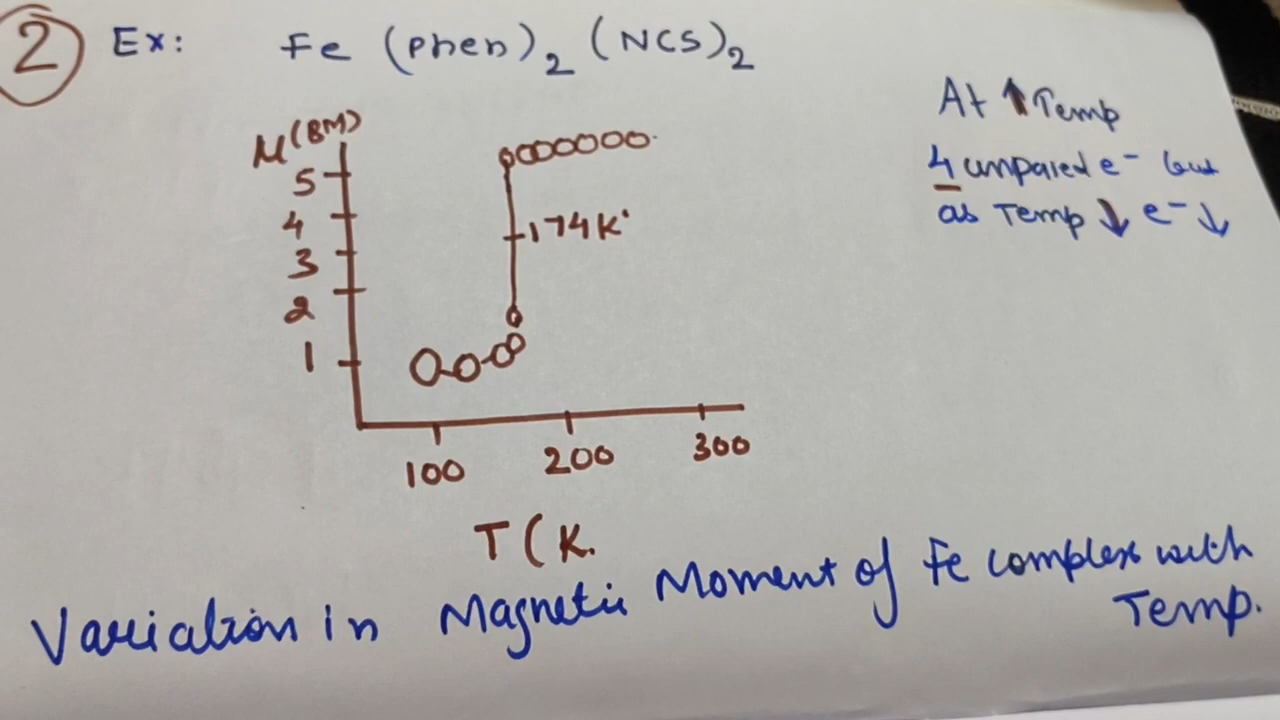 2 Ex: Fe (Phen)2 (NCS)2
At ↑ Temp
4 unpaired e⁻ but
as Temp ↓ e⁻ ↓
M (BM)
5
4
3
2
1
174K
100 200 300
T (K.
Variation in Magnetic Moment of Fe complex with
Temp.